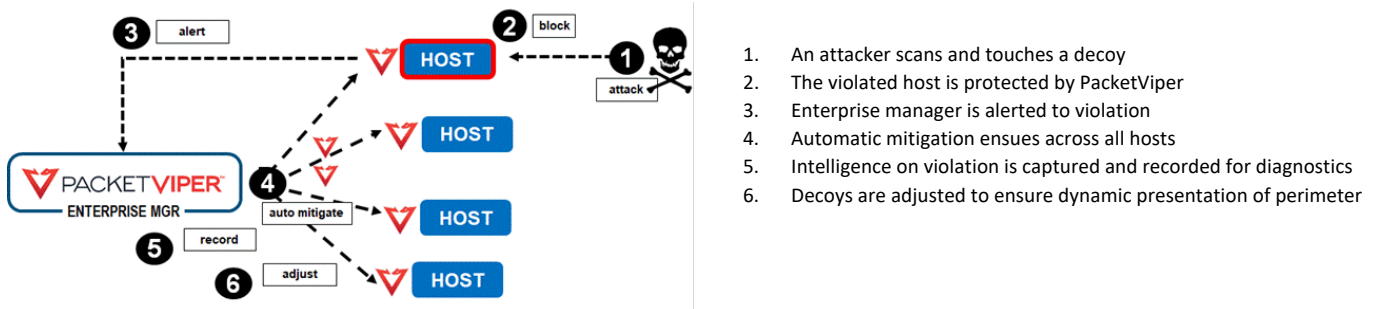 3 alert
2 block
HOST
1
attack
HOST
PACKETVIPER™
ENTERPRISE MGR
4
auto mitigate
HOST
5 record
6 adjust
HOST
1. An attacker scans and touches a decoy
2. The violated host is protected by PacketViper
3. Enterprise manager is alerted to violation
4. Automatic mitigation ensues across all hosts
5. Intelligence on violation is captured and recorded for diagnostics
6. Decoys are adjusted to ensure dynamic presentation of perimeter